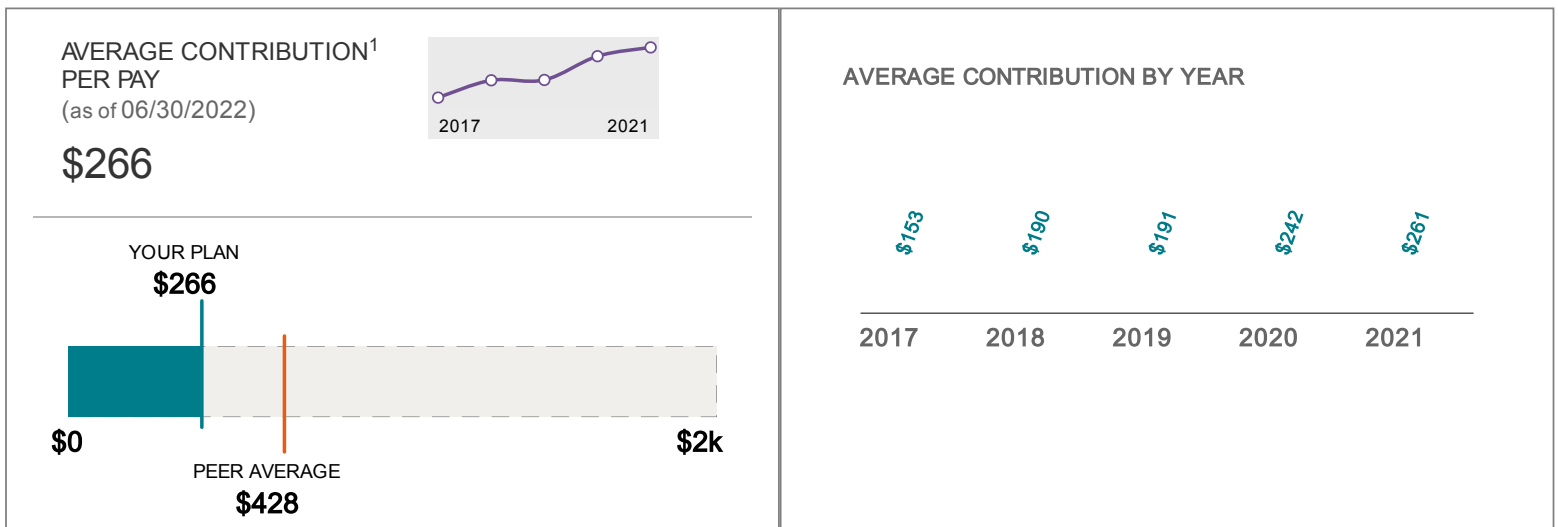 AVERAGE CONTRIBUTION1
PER PAY
(as of 06/30/2022)
$266
2017 2021
YOUR PLAN
$266
$0 $2k
PEER AVERAGE
$428
AVERAGE CONTRIBUTION BY YEAR
$153 $190 $191 $242 $261
2017 2018 2019 2020 2021